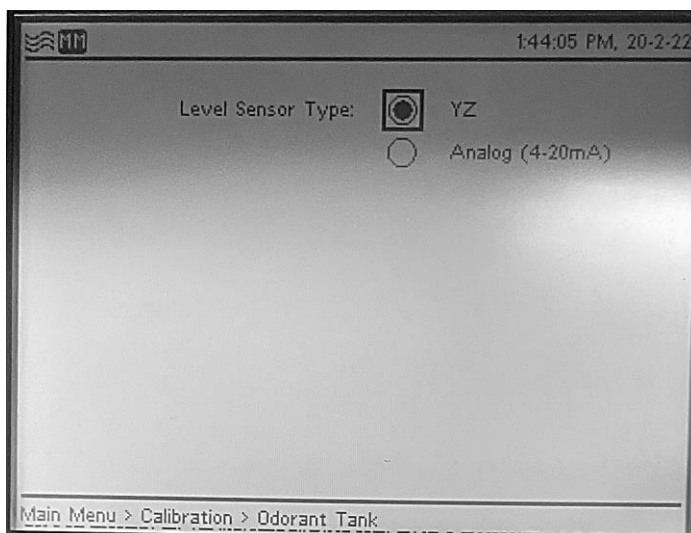 MM 1:44:05 PM, 20-2-22
Level Sensor Type: YZ
Analog (4-20mA)
Main Menu > Calibration > Odorant Tank